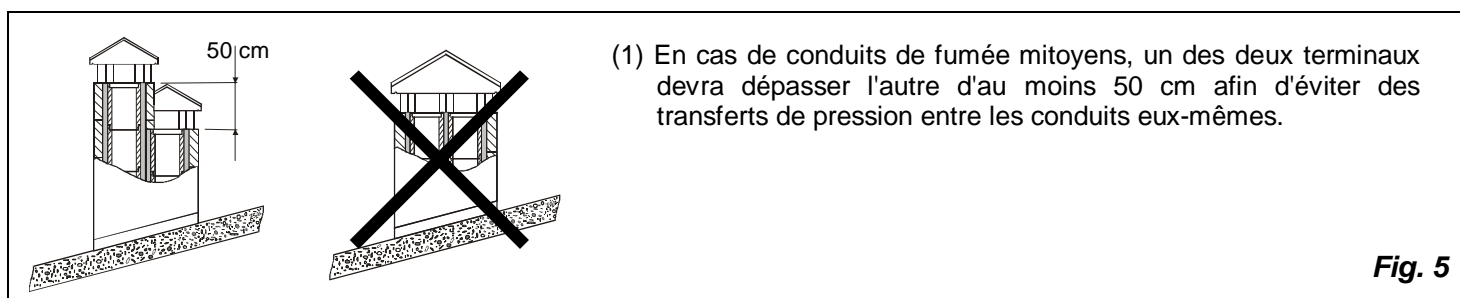 50 cm
(1) En cas de conduits de fumée mitoyens, un des deux terminaux
devra dépasser l'autre d'au moins 50 cm afin d'éviter des
transferts de pression entre les conduits eux-mêmes.
Fig. 5